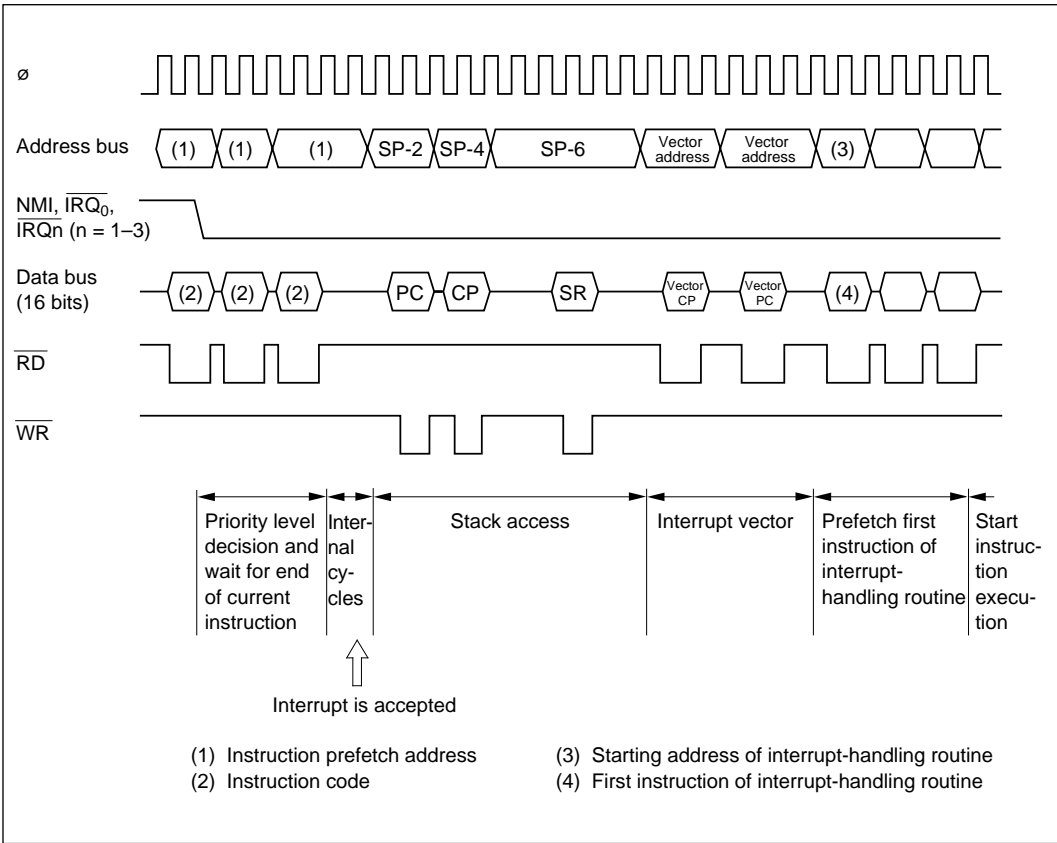 ø
Address bus
(1) (1) (1) SP-2 SP-4 SP-6 Vector address Vector address (3)
NMI, IRQ0,
IRQn (n = 1–3)
Data bus
(16 bits)
(2) (2) (2) PC CP SR Vector CP Vector PC (4)
RD
WR
Priority level
decision and
wait for end
of current
instruction
Inter-
nal
cy-
cles
Stack access
Interrupt vector
Prefetch first
instruction of
interrupt-
handling routine
Start
instruc-
tion
execu-
tion
Interrupt is accepted
(1) Instruction prefetch address
(2) Instruction code
(3) Starting address of interrupt-handling routine
(4) First instruction of interrupt-handling routine